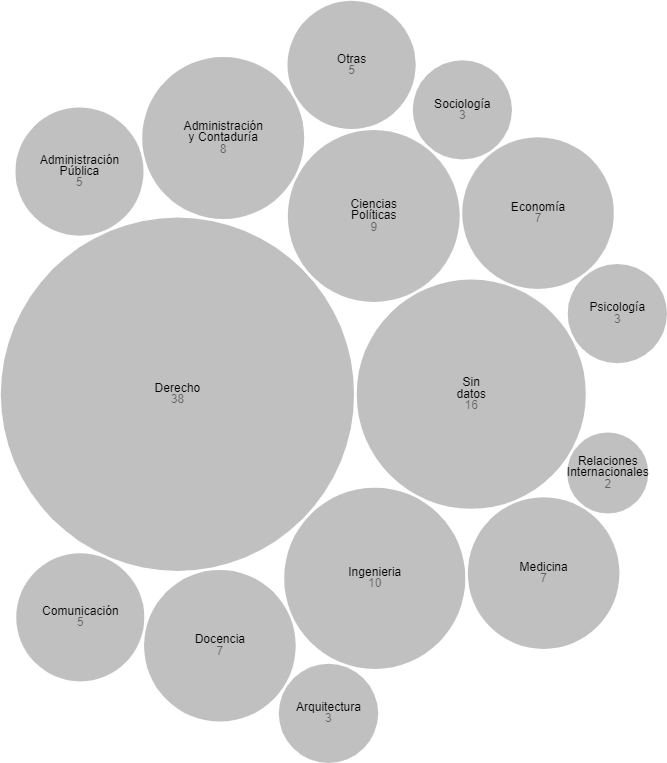 Otras
5
Sociología
3
Administración
y Contaduría
8
Administración
Pública
5
Ciencias
Políticas
9
Economía
7
Psicología
3
Derecho
38
Sin
datos
16
Relaciones
Internacionales
2
Ingenieria
10
Medicina
7
Comunicación
5
Docencia
7
Arquitectura
3